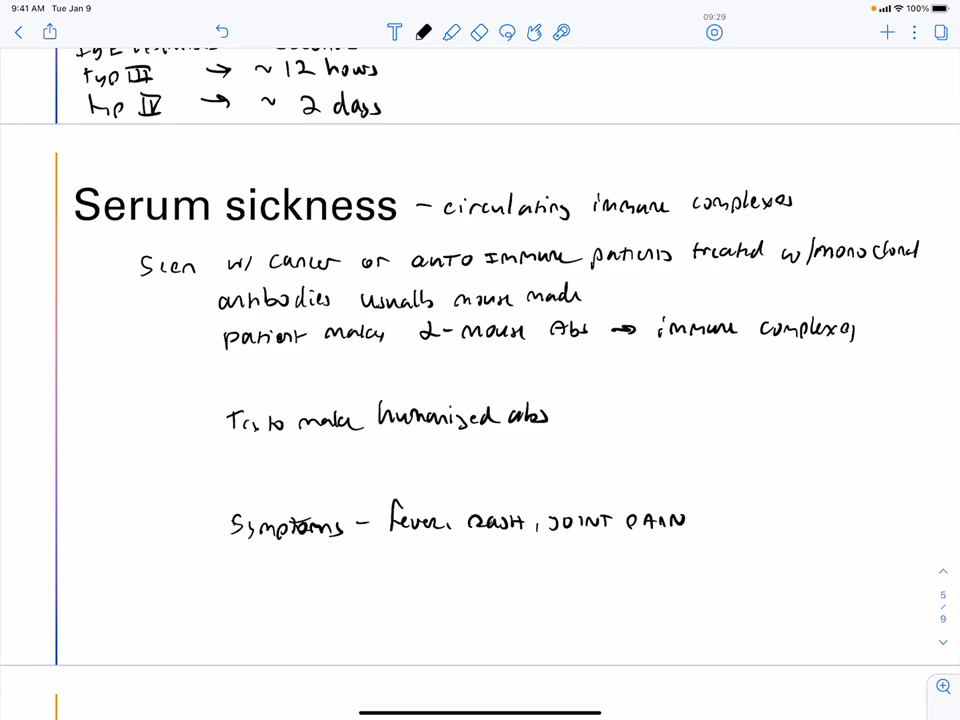 9:41 AM Tue Jan 9
100%
09:29
typ III → ~ 12 hours
typ IV → ~ 2 days
Serum sickness - circulating immune complexes
Seen w/ cancer or auto immune patients treated w/monoclonal
antibodies usually mouse made
patient makes α-mouse Abs → immune complexes
Try to make humanized abs
Symptoms - fever, RASH, JOINT PAIN
5
/
9